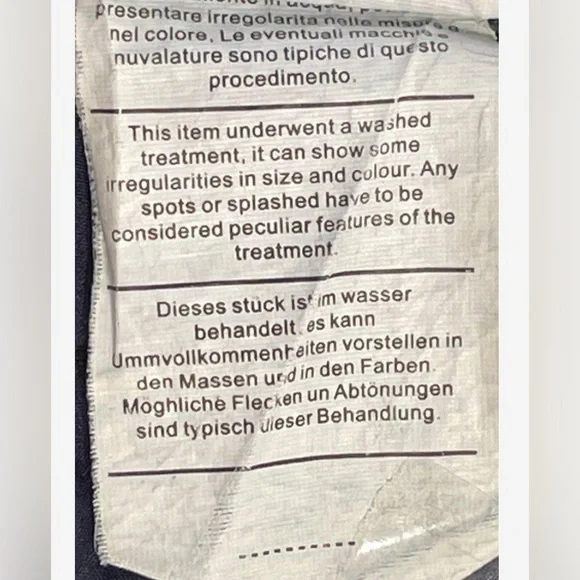 presentare irregolarita nelle misure o
nel colore. Le eventuali macchie e
nuvalature sono tipiche di questo
procedimento.
This item underwent a washed
treatment, it can show some
irregularities in size and colour. Any
spots or splashed have to be
considered peculiar features of the
treatment.
Dieses stück ist im wasser
behandelt. es kann
Ummvollkommenheiten vorstellen in
den Massen und in den Farben.
Moghliche Flecken un Abtönungen
sind typisch dieser Behandlung.